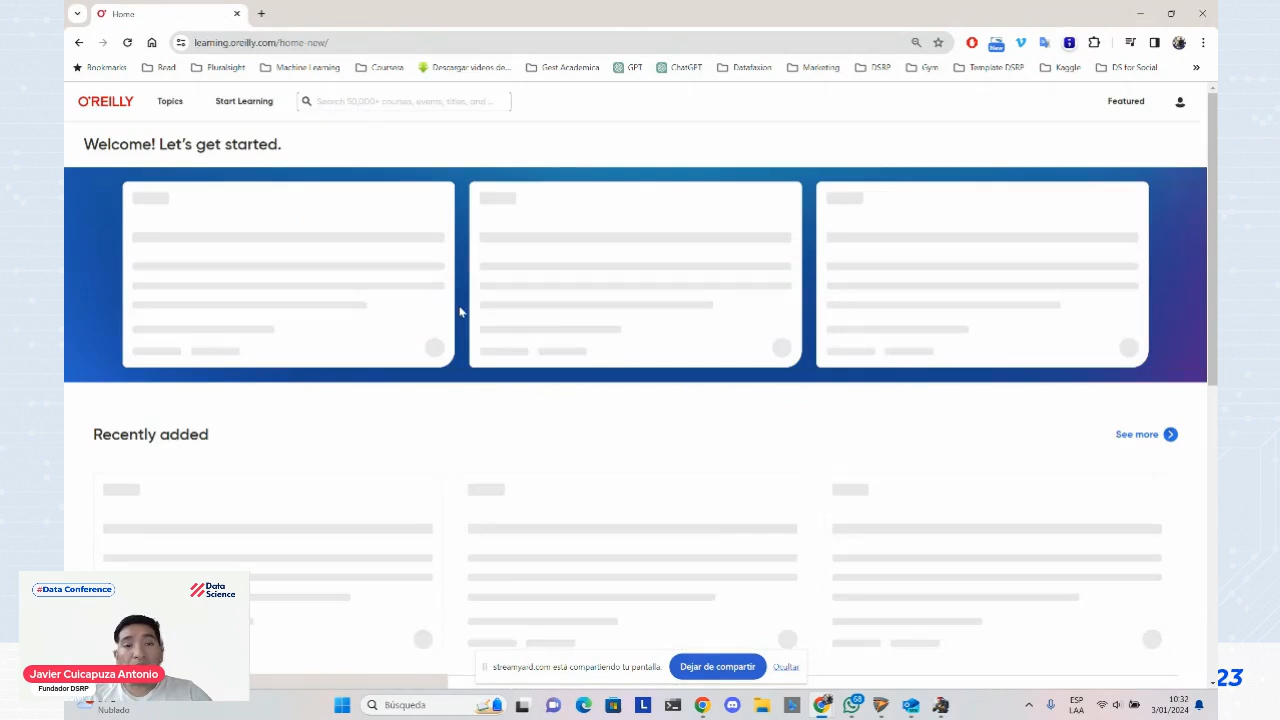 Home
learning.oreilly.com/home-new/
New
Bookmarks
Read
Pluralsight
Machine Learning
Coursera
Descargar videos de...
Gest Academica
GPT
ChatGPT
Datafaxion
Marketing
DSRP
Gym
Template DSRP
Kaggle
DS for Social
»
O'REILLY
Topics
Start Learning
Search 50,000+ courses, events, titles, and ...
Featured
Welcome! Let's get started.
Recently added
See more
#Data Conference
Data
Science
Javier Cuicapuza Antonio
Fundador DSRP
streamyard.com está compartiendo tu pantalla.
Dejar de compartir
Ocultar
23
Nublado
Búsqueda
58
ESP
LAA
10:32
3/01/2024